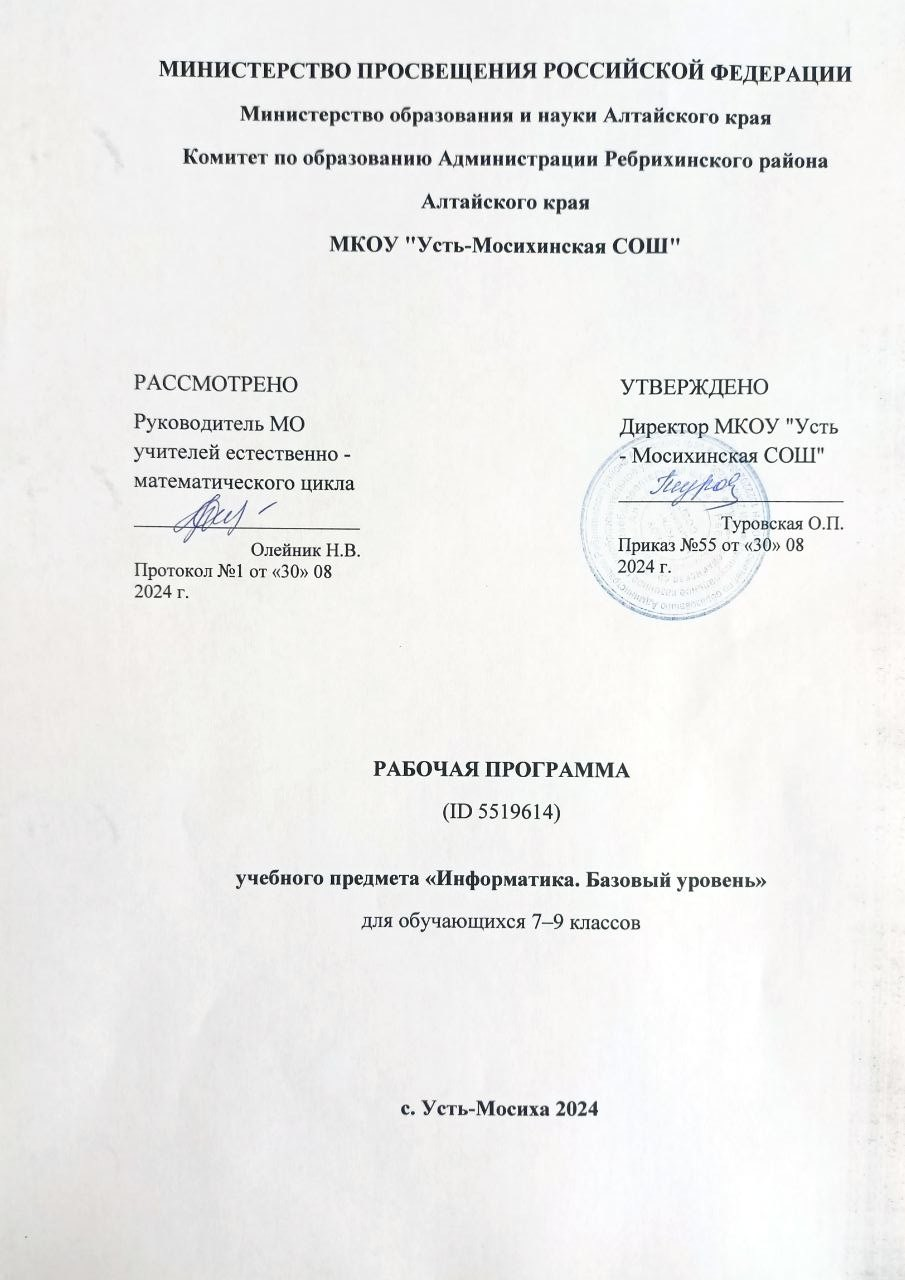 МИНИСТЕРСТВО ПРОСВЕЩЕНИЯ РОССИЙСКОЙ ФЕДЕРАЦИИ
Министерство образования и науки Алтайского края
Комитет по образованию Администрации Ребрихинского района
Алтайского края
МКОУ "Усть-Мосихинская СОШ"
РАССМОТРЕНО
Руководитель МО
учителей естественно -
математического цикла
Олейник Н.В.
Протокол №1 от «30» 08
2024 г.
УТВЕРЖДЕНО
Директор МКОУ "Усть
- Мосихинская СОШ"
Туровская О.П.
Приказ №55 от «30» 08
2024 г.
РАБОЧАЯ ПРОГРАММА
(ID 5519614)
учебного предмета «Информатика. Базовый уровень»
для обучающихся 7–9 классов
с. Усть-Мосиха 2024